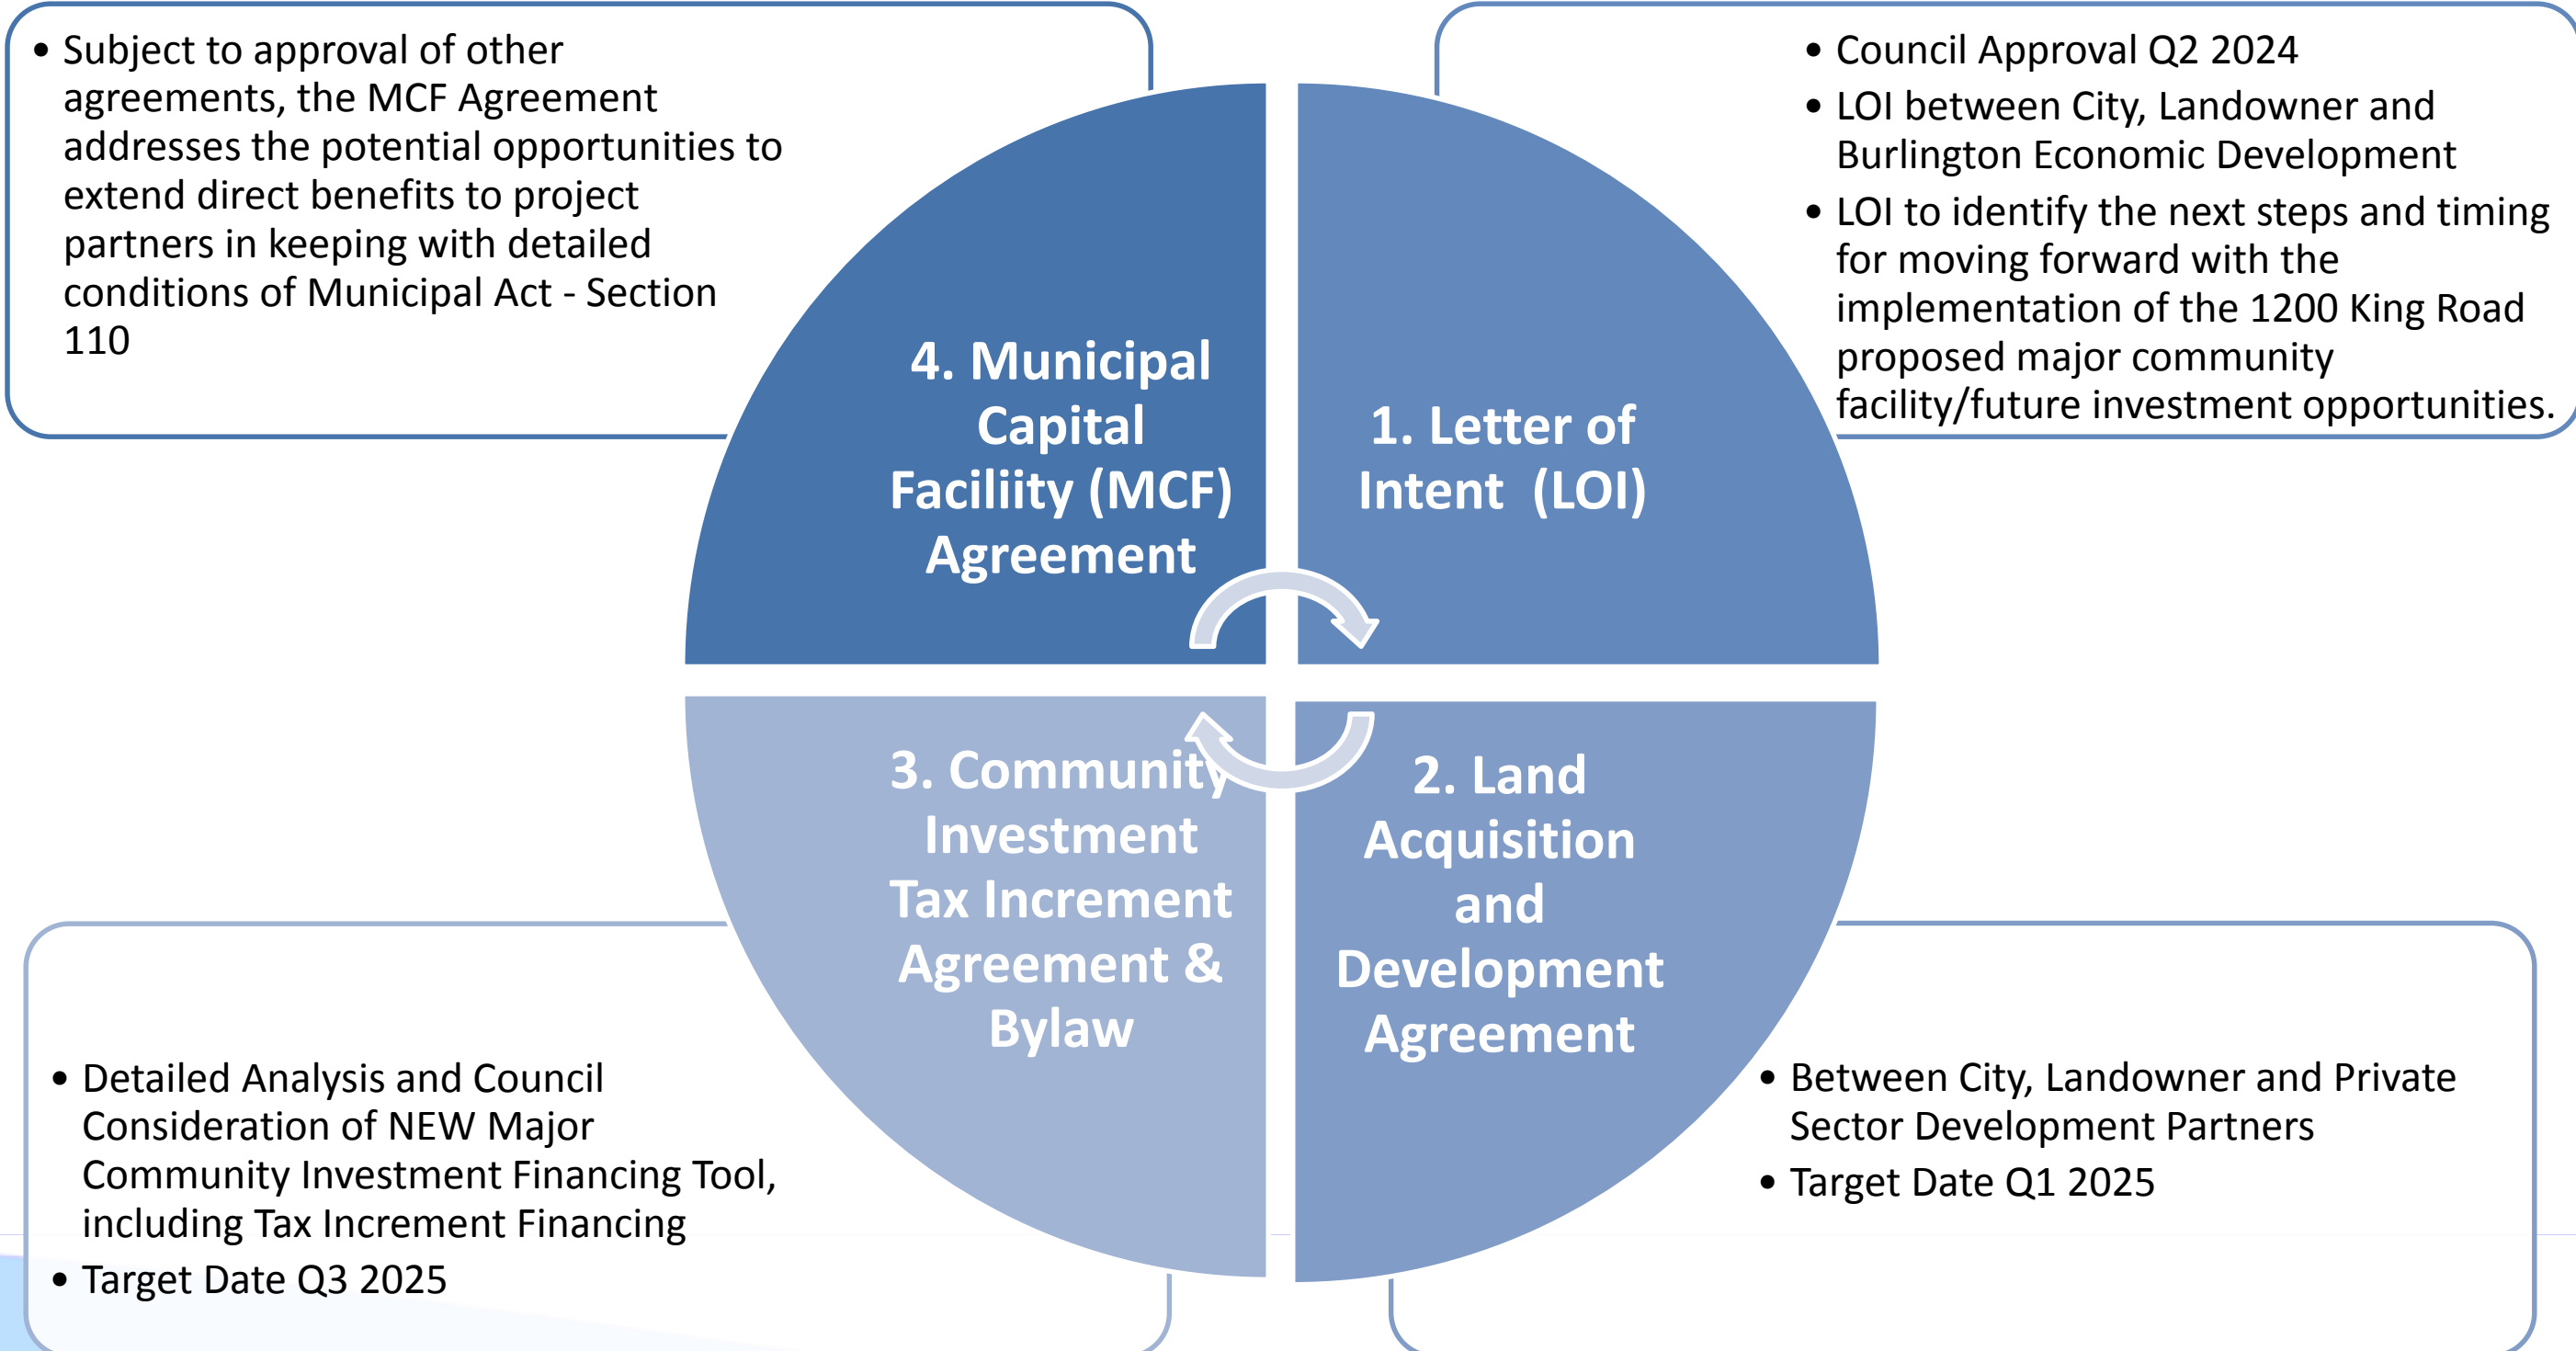 • Subject to approval of other
agreements, the MCF Agreement
addresses the potential opportunities to
extend direct benefits to project
partners in keeping with detailed
conditions of Municipal Act - Section
110
• Council Approval Q2 2024
• LOI between City, Landowner and
Burlington Economic Development
• LOI to identify the next steps and timing
for moving forward with the
implementation of the 1200 King Road
proposed major community
facility/future investment opportunities.
4. Municipal
Capital
Faciliity (MCF)
Agreement
1. Letter of
Intent  (LOI)
3. Community
Investment
Tax Increment
Agreement &
Bylaw
2. Land
Acquisition
and
Development
Agreement
• Detailed Analysis and Council
Consideration of NEW Major
Community Investment Financing Tool,
including Tax Increment Financing
• Target Date Q3 2025
• Between City, Landowner and Private
Sector Development Partners
• Target Date Q1 2025